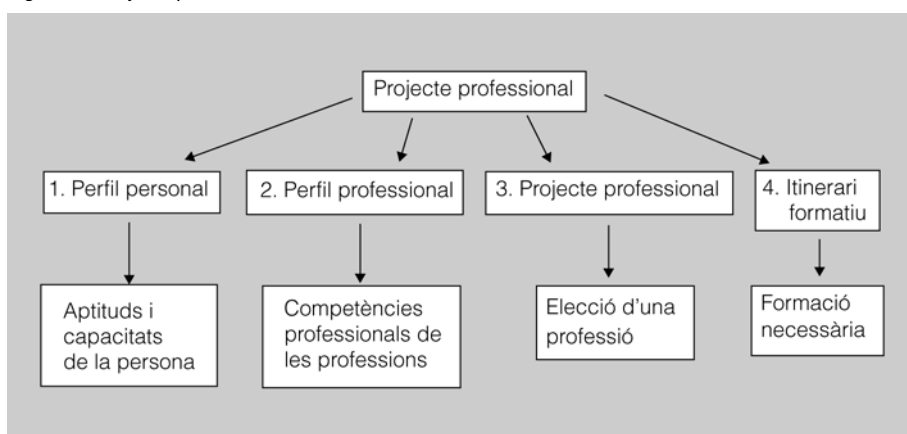 Projecte professional
1. Perfil personal
2. Perfil professional
3. Projecte professional
4. Itinerari
formatiu
Aptituds i
capacitats
de la persona
Competències
professionals de
les professions
Elecció d'una
professió
Formació
necessària